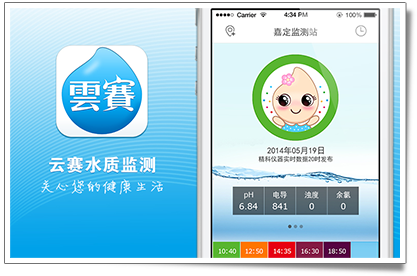 雲賽
云赛水质监测
关心您的健康生活
Carrier 4:34 PM 100%
嘉定监测站
2014年05月19日
精科仪器实时数据20时发布
pH 电导 浊度 余氯
6.84 841 0 0
10:40 12:50 14:35 16:10 18:50